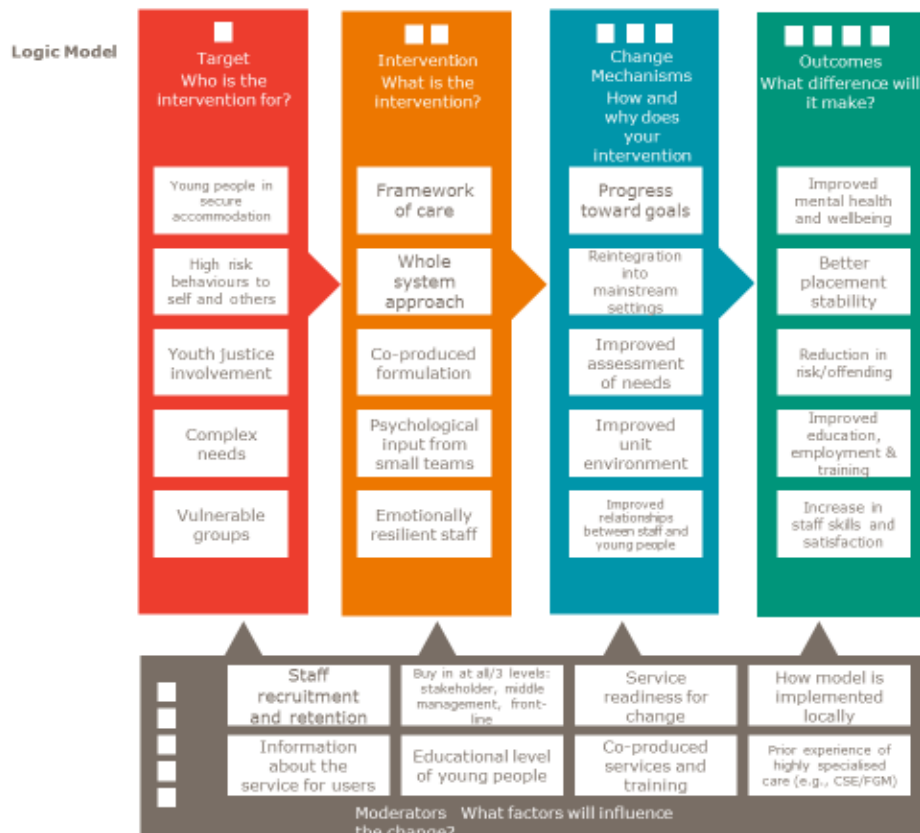 Logic Model
Target
Who is the
intervention for?
Young people in
secure
accommodation
High risk
behaviours to
self and others
Youth justice
involvement
Complex
needs
Vulnerable
groups
Intervention
What is the
intervention?
Framework
of care
Whole
system
approach
Co-produced
formulation
Psychological
input from
small teams
Emotionally
resilient staff
Change
Mechanisms
How and
why does
your
intervention
Progress
toward goals
Reintegration
into
mainstream
settings
Improved
assessment
of needs
Improved
unit
environment
Improved
relationships
between staff and
young people
Outcomes
What difference will
it make?
Improved
mental health
and wellbeing
Better
placement
stability
Reduction in
risk/offending
Improved
education,
employment &
training
Increase in
staff skills and
satisfaction
Staff
recruitment
and retention
Buy in at all/3 levels:
stakeholder, middle
management, front-
line
Service
readiness for
change
How model is
implemented
locally
Information
about the
service for users
Educational level
of young people
Co-produced
services and
training
Prior experience of
highly specialised
care (e.g., CSE/FGM)
Moderators What factors will influence
the change?